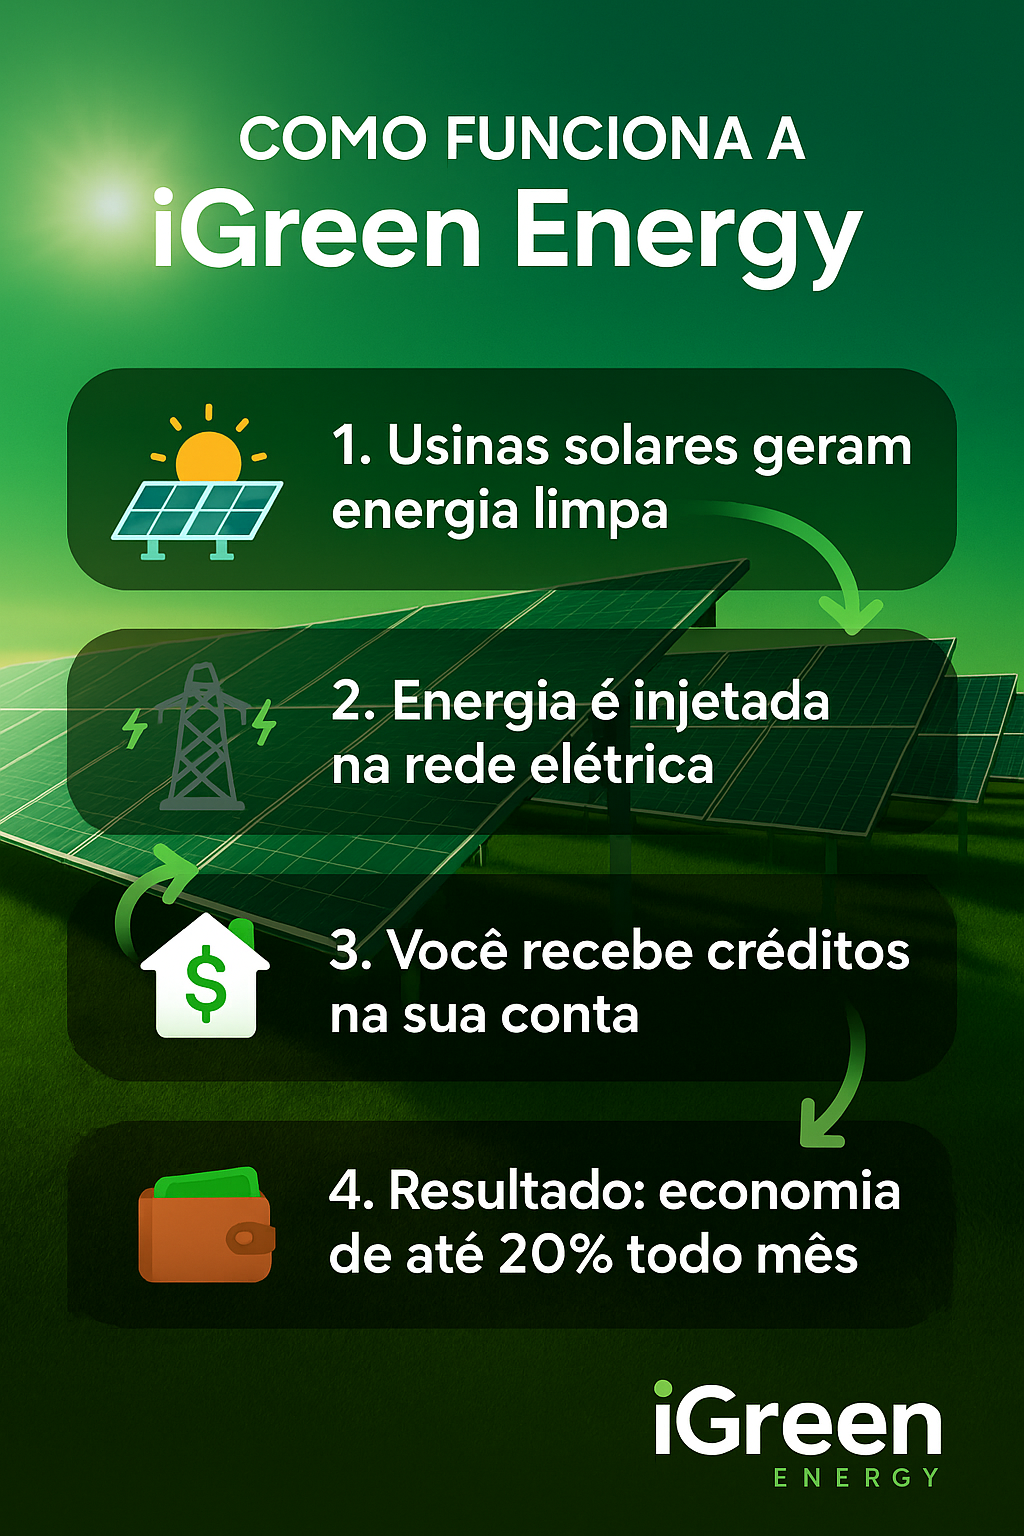 COMO FUNCIONA A
iGreen Energy
1. Usinas solares geram
energia limpa
2. Energia é injetada
na rede elétrica
$
3. Você recebe créditos
na sua conta
4. Resultado: economia
de até 20% todo mês
iGreen
ENERGY